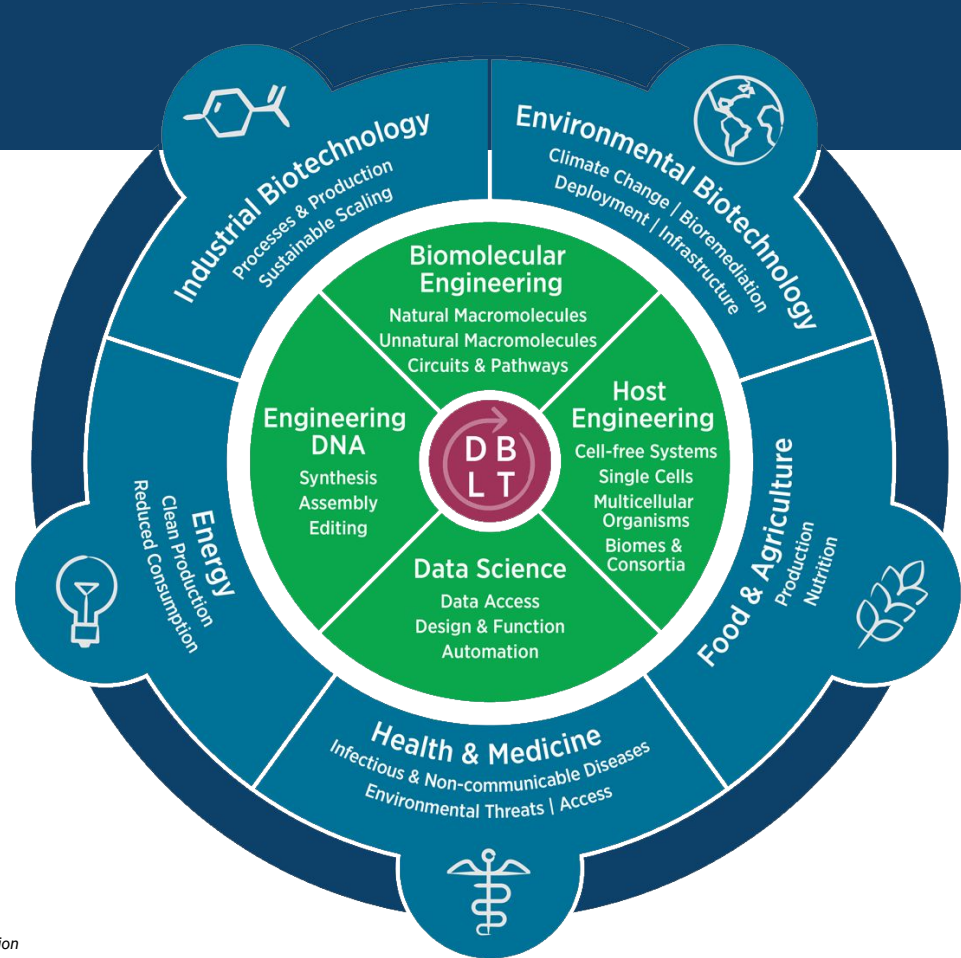 Industrial Biotechnology
Processes & Production
Sustainable Scaling
Environmental Biotechnology
Climate Change | Bioremediation
Deployment | Infrastructure
Biomolecular
Engineering
Natural Macromolecules
Unnatural Macromolecules
Circuits & Pathways
Engineering
DNA
Synthesis
Assembly
Editing
D B
L T
Host
Engineering
Cell-free Systems
Single Cells
Multicellular
Organisms
Biomes &
Consortia
Data Science
Data Access
Design & Function
Automation
Energy
Clean Production
Reduced Consumption
Food & Agriculture
Production
Nutrition
Health & Medicine
Infectious & Non-communicable Diseases
Environmental Threats | Access